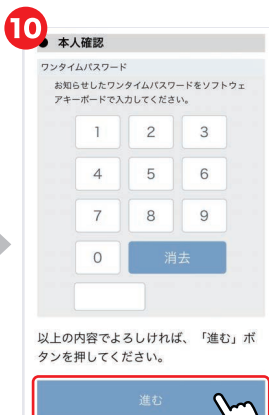 10
● 本人確認
ワンタイムパスワード
お知らせしたワンタイムパスワードをソフトウェ
アキーボードで入力してください。
1 2 3
4 5 6
7 8 9
0 消去
以上の内容でよろしければ、「進む」ボ
タンを押してください。
進む